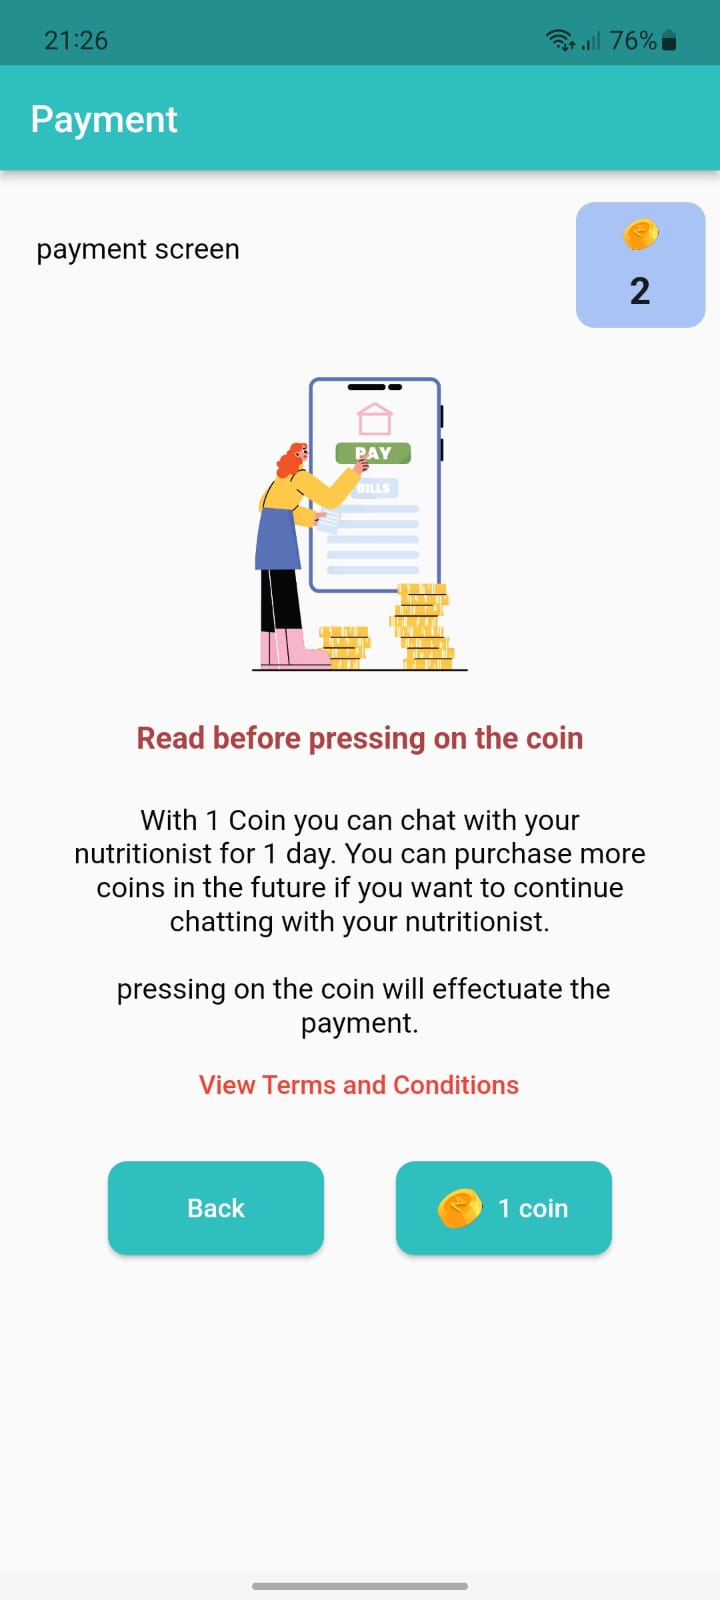 21:26
76%
Payment
payment screen
2
PAY
BILLS
Read before pressing on the coin
With 1 Coin you can chat with your
nutritionist for 1 day. You can purchase more
coins in the future if you want to continue
chatting with your nutritionist.
pressing on the coin will effectuate the
payment.
View Terms and Conditions
Back
1 coin